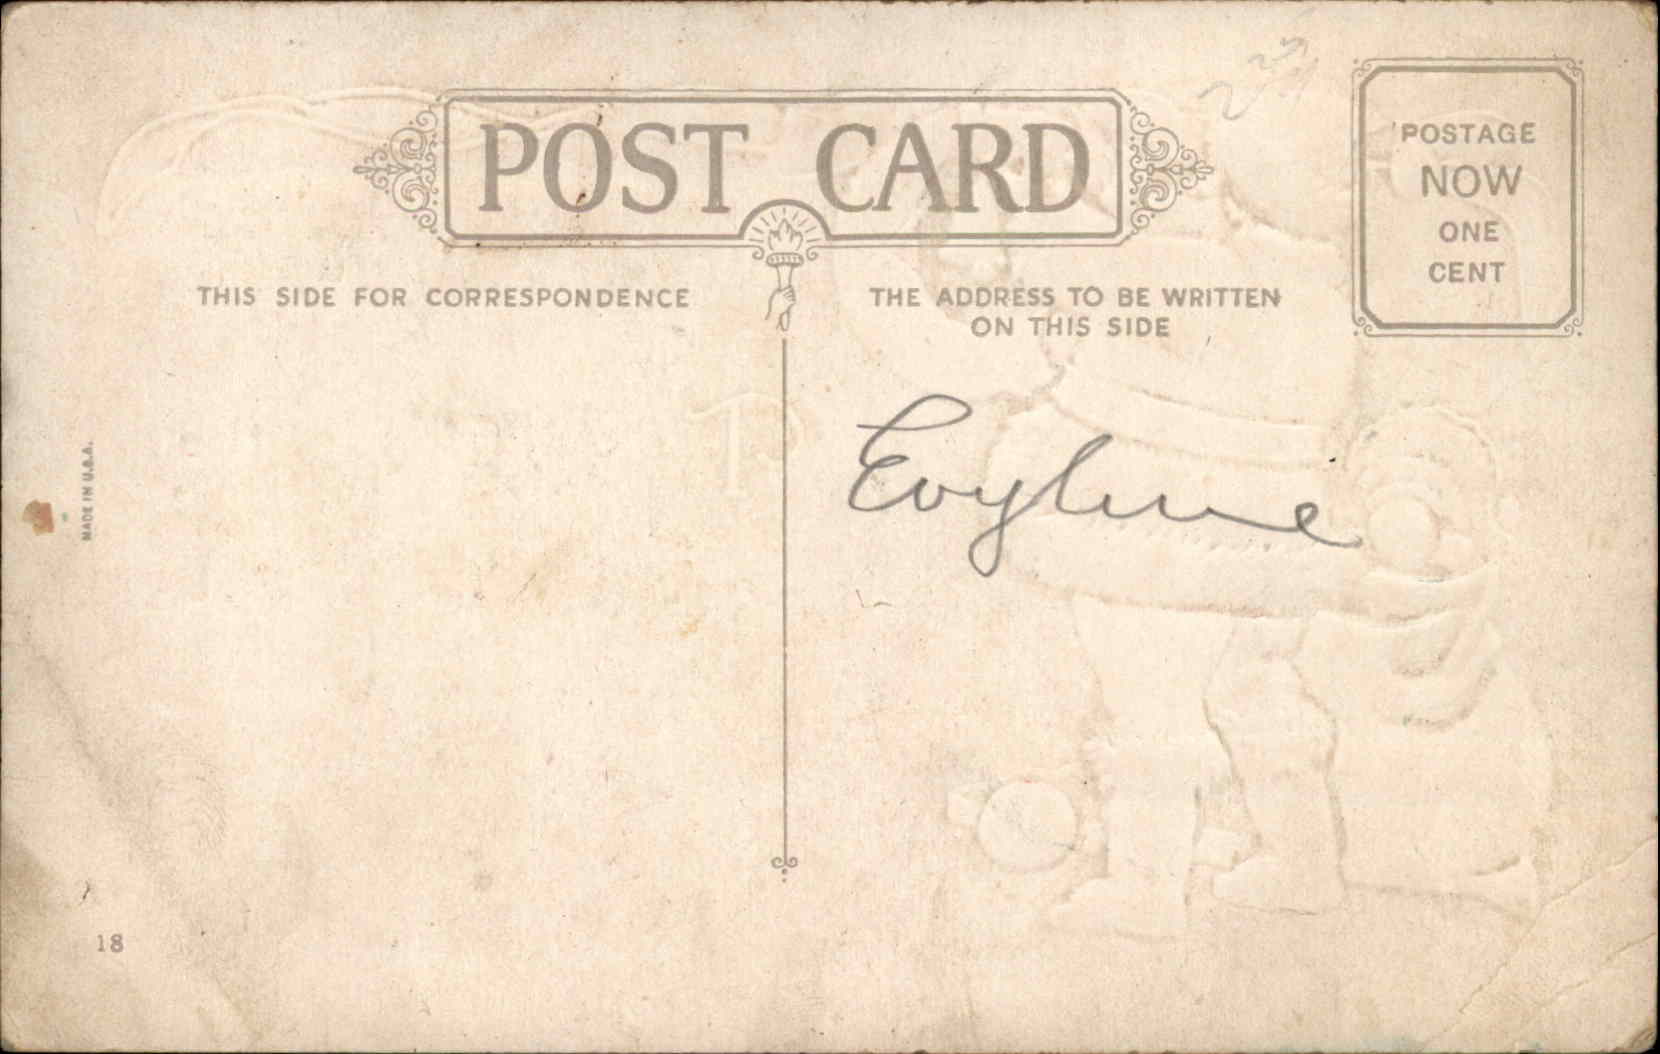 POST CARD
POSTAGE
NOW
ONE
CENT
THIS SIDE FOR CORRESPONDENCE
THE ADDRESS TO BE WRITTEN
ON THIS SIDE
Evyline
MADE IN U.S.A.
18